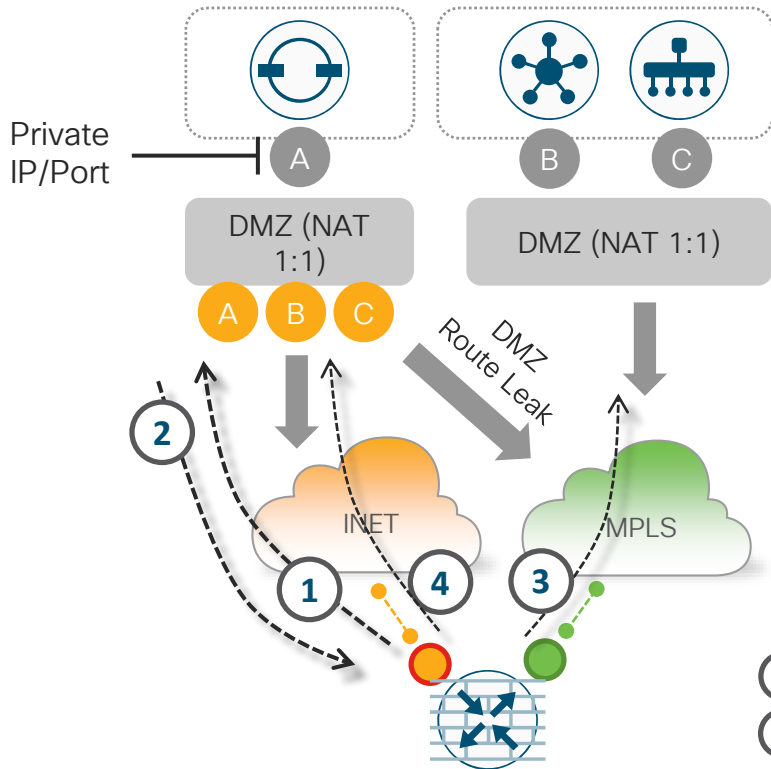 Private
IP/Port
A
B
C
DMZ (NAT
1:1)
DMZ (NAT 1:1)
A
B
C
DMZ
Route Leak
2
INET
MPLS
1
4
3